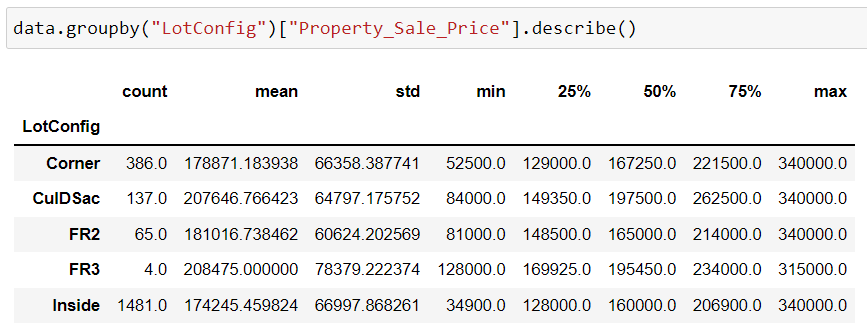 data.groupby("LotConfig")["Property_Sale_Price"].describe()
count mean std min 25% 50% 75% max
LotConfig
Corner 386.0 178871.183938 66358.387741 52500.0 129000.0 167250.0 221500.0 340000.0
CulDSac 137.0 207646.766423 64797.175752 84000.0 149350.0 197500.0 262500.0 340000.0
FR2 65.0 181016.738462 60624.202569 81000.0 148500.0 165000.0 214000.0 340000.0
FR3 4.0 208475.000000 78379.222374 128000.0 169925.0 195450.0 234000.0 315000.0
Inside 1481.0 174245.459824 66997.868261 34900.0 128000.0 160000.0 206900.0 340000.0